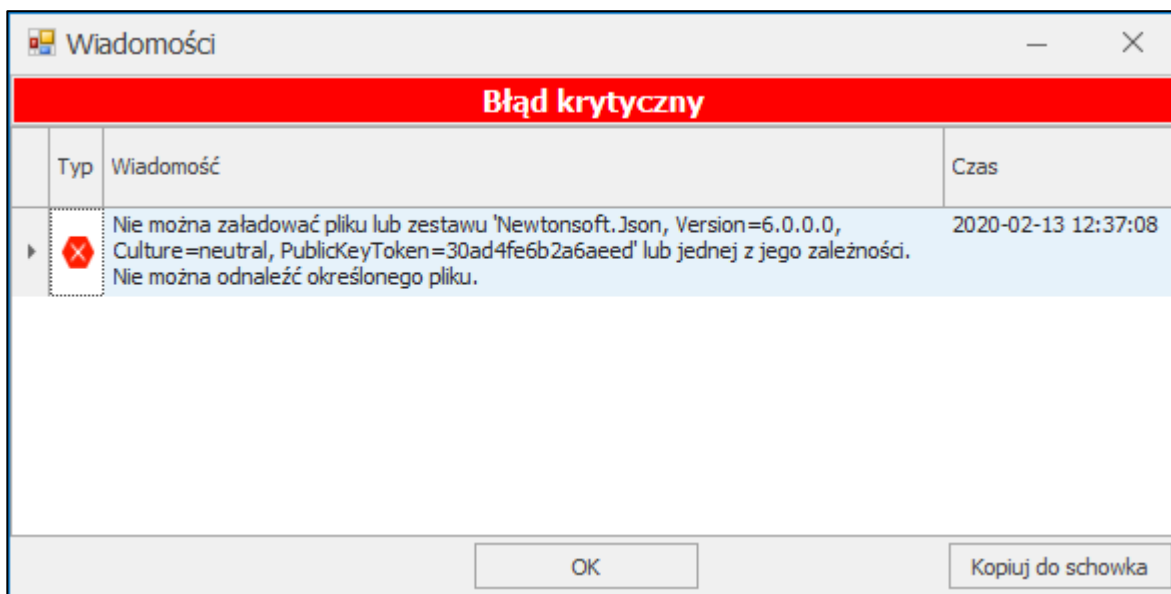 Wiadomości
Błąd krytyczny
Typ Wiadomość Czas
Nie można załadować pliku lub zestawu 'Newtonsoft.Json, Version=6.0.0.0, 2020-02-13 12:37:08
Culture=neutral, PublicKeyToken=30ad4fe6b2a6aeed' lub jednej z jego zależności.
Nie można odnaleźć określonego pliku.
OK Kopiuj do schowka